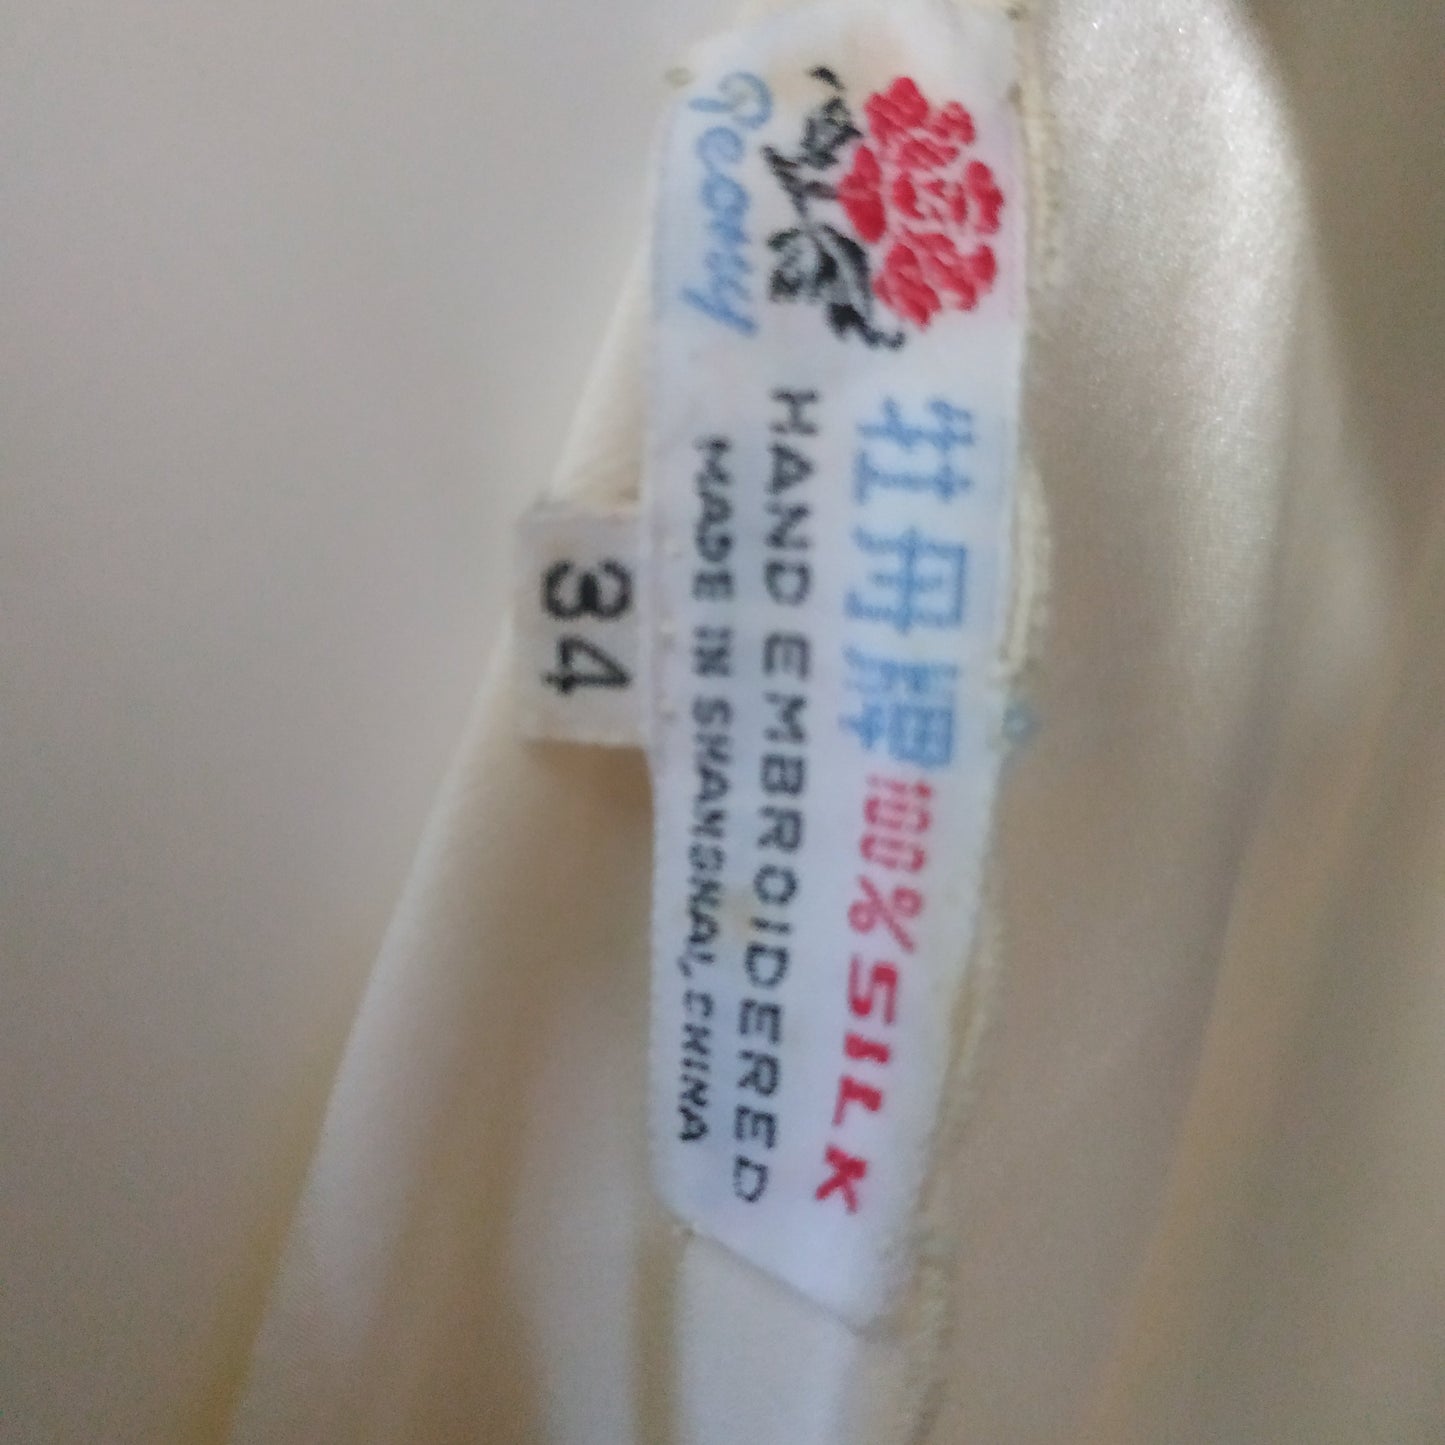 Peony
牡丹牌 100% SILK
HAND EMBROIDERED
MADE IN SHANGHAI, CHINA
34